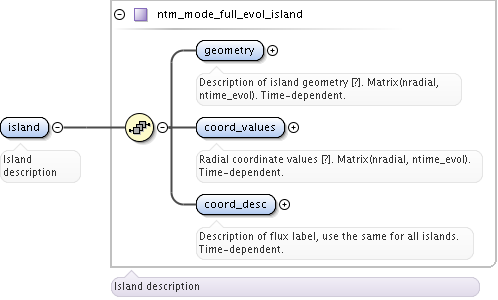 ntm_mode_full_evol_island
geometry
Description of island geometry [?]. Matrix(nradial,
ntime_evol). Time-dependent.
island
Island
description
coord_values
Radial coordinate values [?]. Matrix(nradial, ntime_evol).
Time-dependent.
coord_desc
Description of flux label, use the same for all islands.
Time-dependent.
Island description